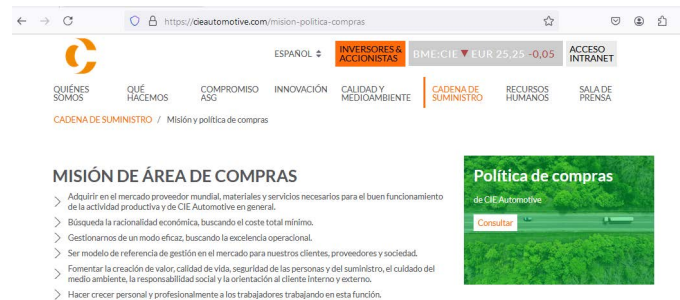 https://cieautomotive.com/mision-politica-compras
ESPAÑOL
INVERSORES &
ACCIONISTAS
BME:CIE ▼ EUR 25,25 -0,05
ACCESO
INTRANET
QUIÉNES
SOMOS
QUÉ
HACEMOS
COMPROMISO
ASG
INNOVACIÓN
CALIDAD Y
MEDIOAMBIENTE
CADENA DE
SUMINISTRO
RECURSOS
HUMANOS
SALA DE
PRENSA
CADENA DE SUMINISTRO / Misión y política de compras
MISIÓN DE ÁREA DE COMPRAS
Adquirir en el mercado proveedor mundial, materiales y servicios necesarios para el buen funcionamiento
de la actividad productiva y de CIE Automotive en general.
Búsqueda la racionalidad económica, buscando el coste total mínimo.
Gestionarnos de un modo eficaz, buscando la excelencia operacional.
Ser modelo de referencia de gestión en el mercado para nuestros clientes, proveedores y sociedad.
Fomentar la creación de valor, calidad de vida, seguridad de las personas y del suministro, el cuidado del
medio ambiente, la responsabilidad social y la orientación al cliente interno y externo.
Hacer crecer personal y profesionalmente a los trabajadores trabajando en esta función.
Política de compras
de CIE Automotive
Consultar